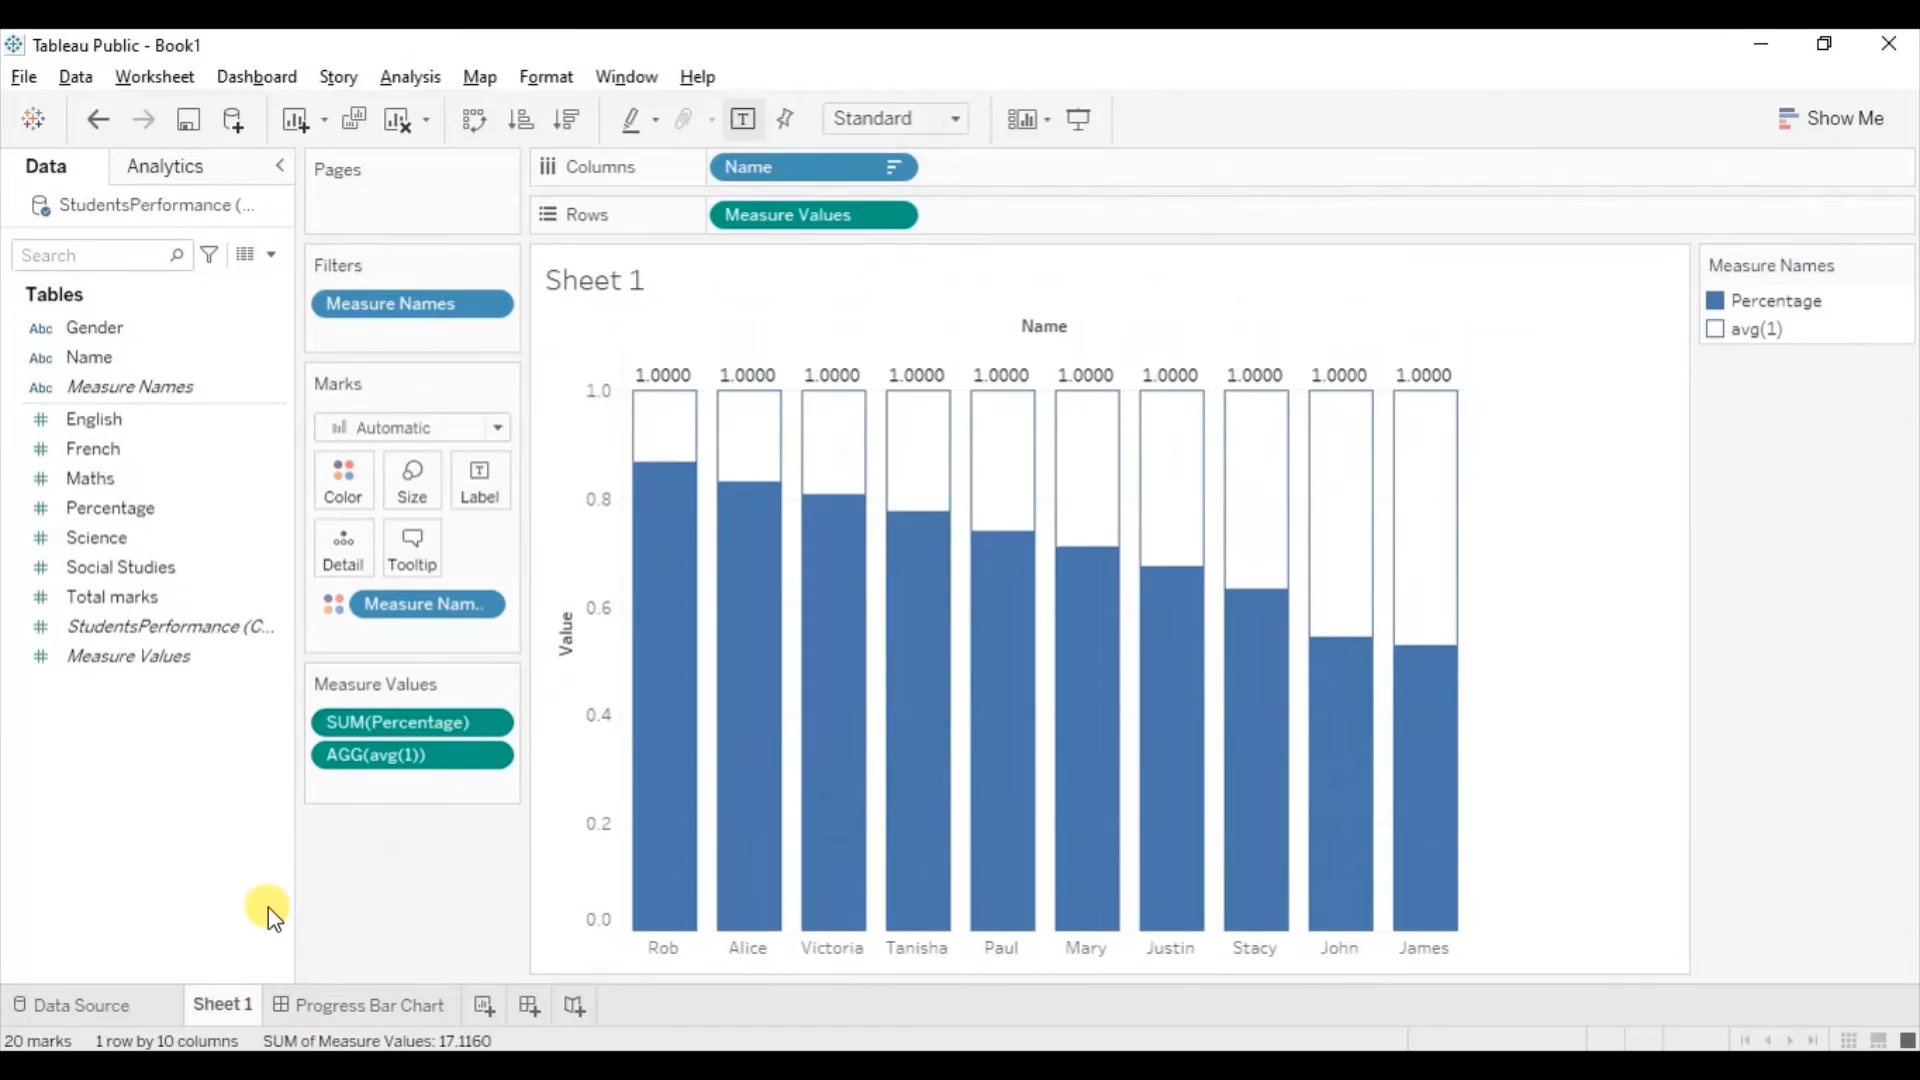 Tableau Public - Book1
File Data Worksheet Dashboard Story Analysis Map Format Window Help
Standard
Show Me
Data Analytics
StudentsPerformance (...
Search
Tables
Abc Gender
Abc Name
Abc Measure Names
# English
# French
# Maths
# Percentage
# Science
# Social Studies
# Total marks
# StudentsPerformance (C...
# Measure Values
Pages
Filters
Measure Names
Marks
Automatic
Color Size Label
Detail Tooltip
Measure Nam..
Measure Values
SUM(Percentage)
AGG(avg(1))
Columns Name
Rows Measure Values
Sheet 1
Name
1.0000 1.0000 1.0000 1.0000 1.0000 1.0000 1.0000 1.0000 1.0000 1.0000
1.0
0.8
0.6
0.4
0.2
0.0
Value
Rob Alice Victoria Tanisha Paul Mary Justin Stacy John James
Measure Names
Percentage
avg(1)
Data Source Sheet 1 Progress Bar Chart
20 marks 1 row by 10 columns SUM of Measure Values: 17.1160